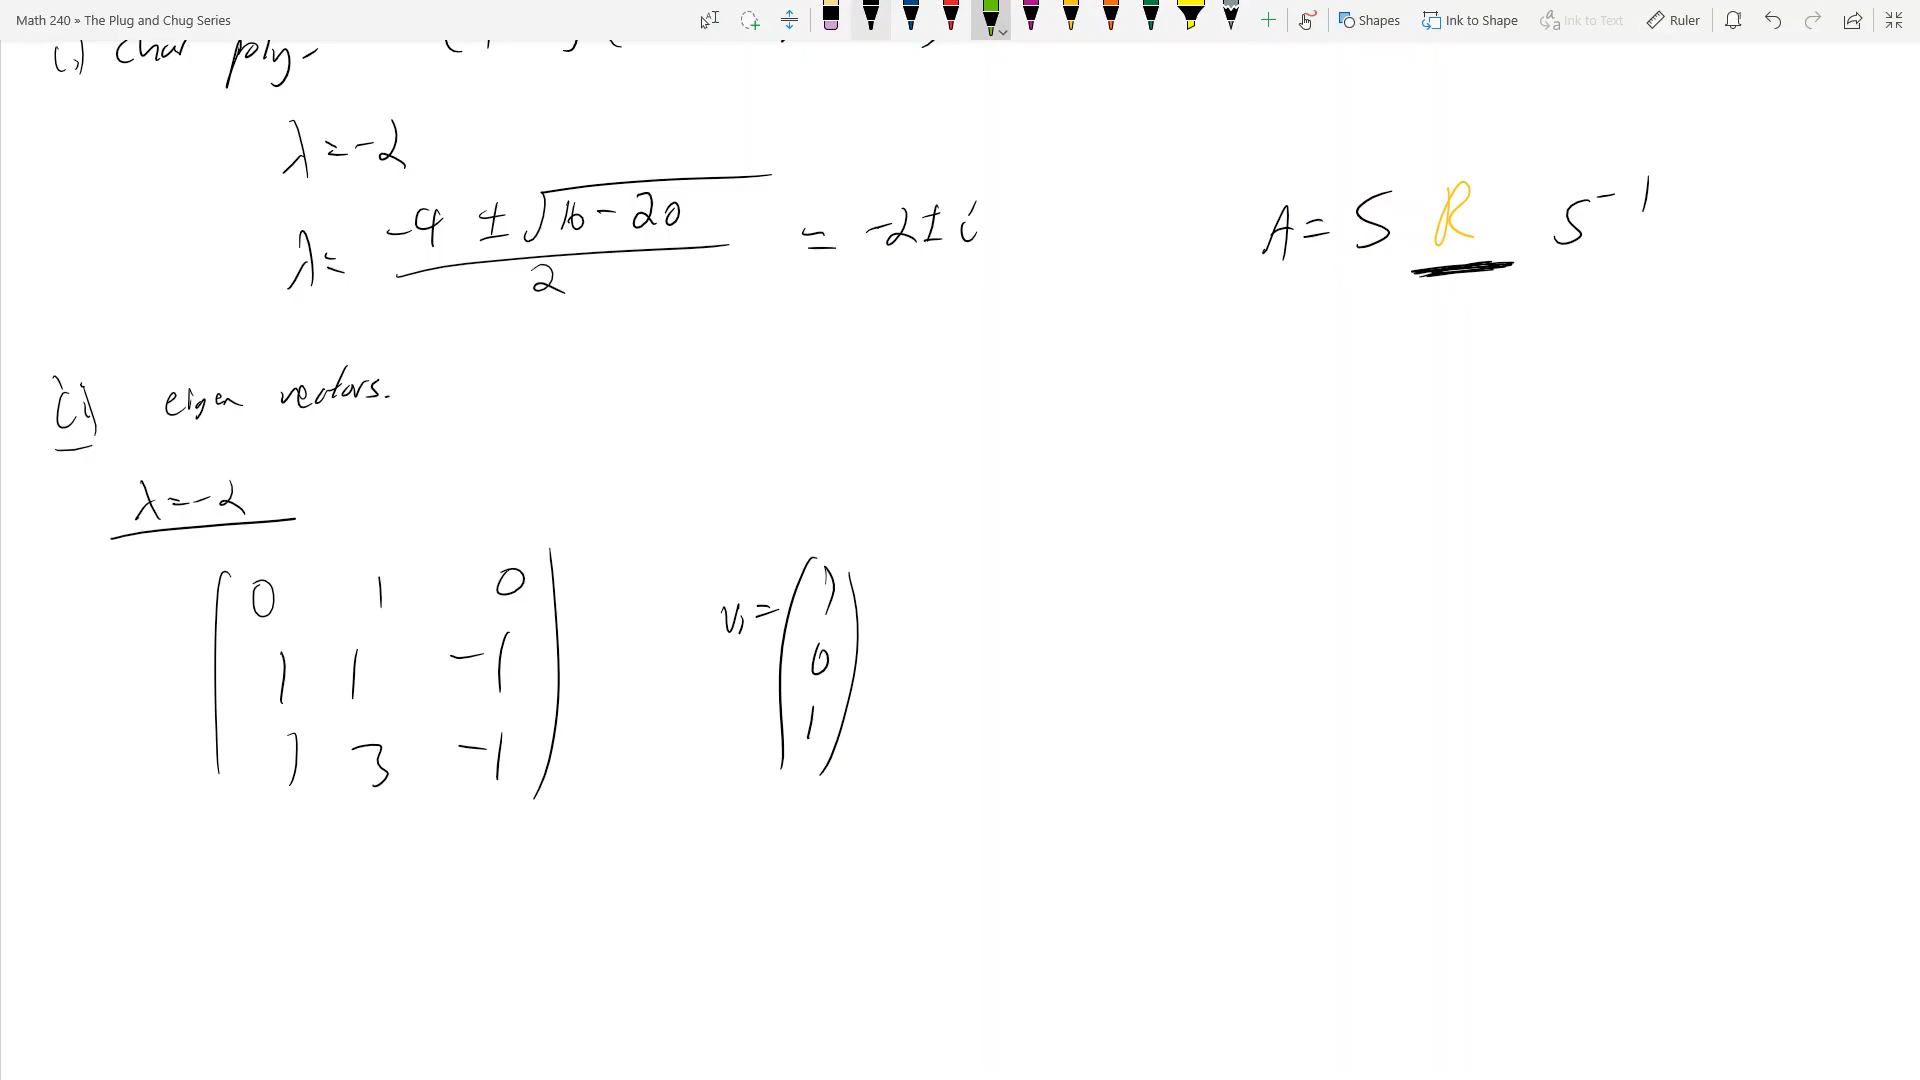 Math 240 » The Plug and Chug Series
Shapes
Ink to Shape
Ink to Text
Ruler
(i) char poly
λ = -2
λ = (-4 ± √(16 - 20))/2 = -2 ± i
A = S R S⁻¹
(ii) eigen vectors.
λ = -2
0 1 0
1 1 -1
1 3 -1
v₁ =
1
0
1